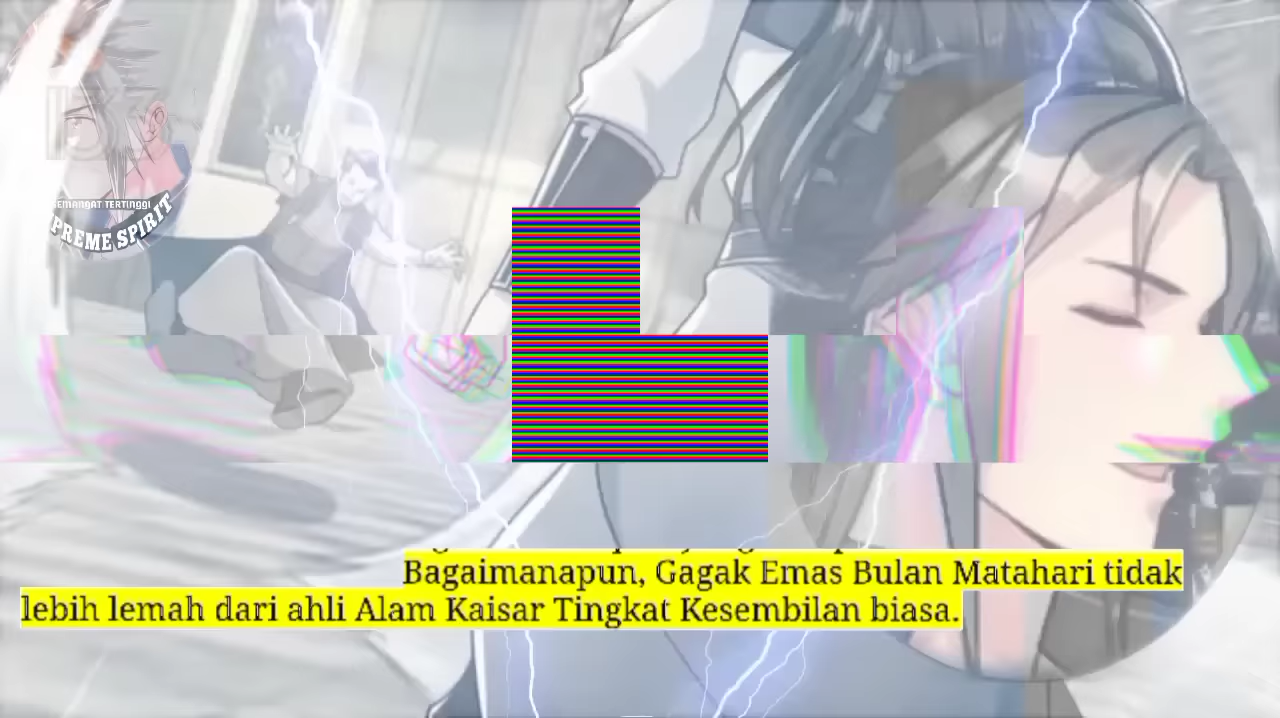 SEMANGAT TERTINGGI
PREME SPIRIT
Bagaimanapun, Gagak Emas Bulan Matahari tidak
lebih lemah dari ahli Alam Kaisar Tingkat Kesembilan biasa.